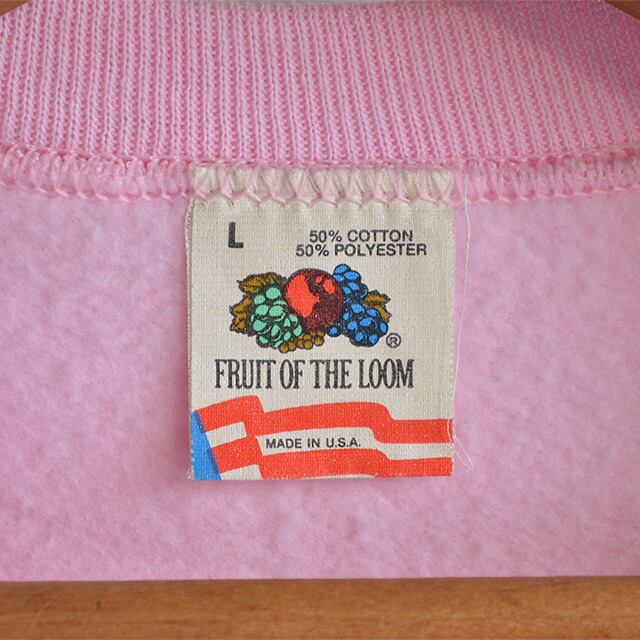 L
50% COTTON
50% POLYESTER
®
FRUIT OF THE LOOM
MADE IN U.S.A.